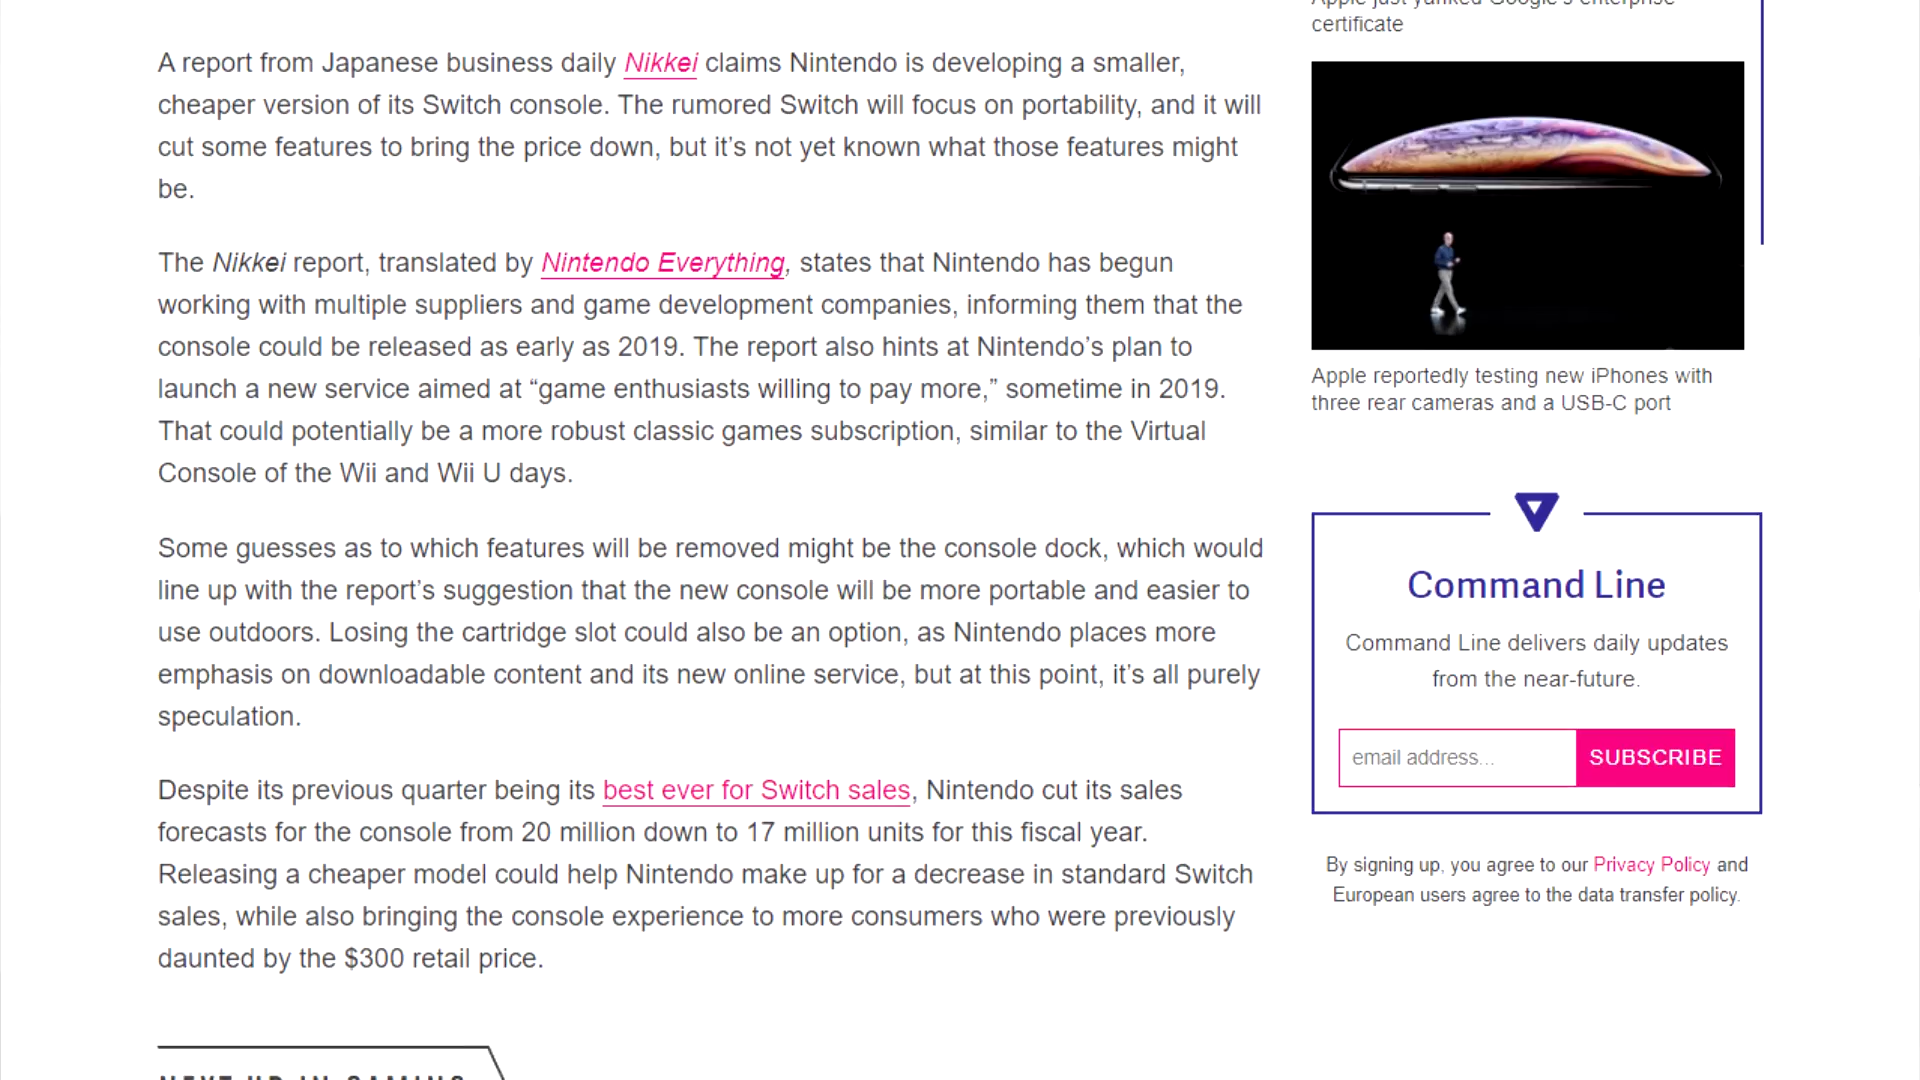 Apple just yanked Google's enterprise
certificate
A report from Japanese business daily Nikkei claims Nintendo is developing a smaller,
cheaper version of its Switch console. The rumored Switch will focus on portability, and it will
cut some features to bring the price down, but it’s not yet known what those features might
be.
The Nikkei report, translated by Nintendo Everything, states that Nintendo has begun
working with multiple suppliers and game development companies, informing them that the
console could be released as early as 2019. The report also hints at Nintendo’s plan to
launch a new service aimed at “game enthusiasts willing to pay more,” sometime in 2019.
That could potentially be a more robust classic games subscription, similar to the Virtual
Console of the Wii and Wii U days.
Some guesses as to which features will be removed might be the console dock, which would
line up with the report’s suggestion that the new console will be more portable and easier to
use outdoors. Losing the cartridge slot could also be an option, as Nintendo places more
emphasis on downloadable content and its new online service, but at this point, it’s all purely
speculation.
Despite its previous quarter being its best ever for Switch sales, Nintendo cut its sales
forecasts for the console from 20 million down to 17 million units for this fiscal year.
Releasing a cheaper model could help Nintendo make up for a decrease in standard Switch
sales, while also bringing the console experience to more consumers who were previously
daunted by the $300 retail price.
NEXT UP IN GAMING
Apple reportedly testing new iPhones with
three rear cameras and a USB-C port
Command Line
Command Line delivers daily updates
from the near-future.
email address...
SUBSCRIBE
By signing up, you agree to our Privacy Policy and
European users agree to the data transfer policy.